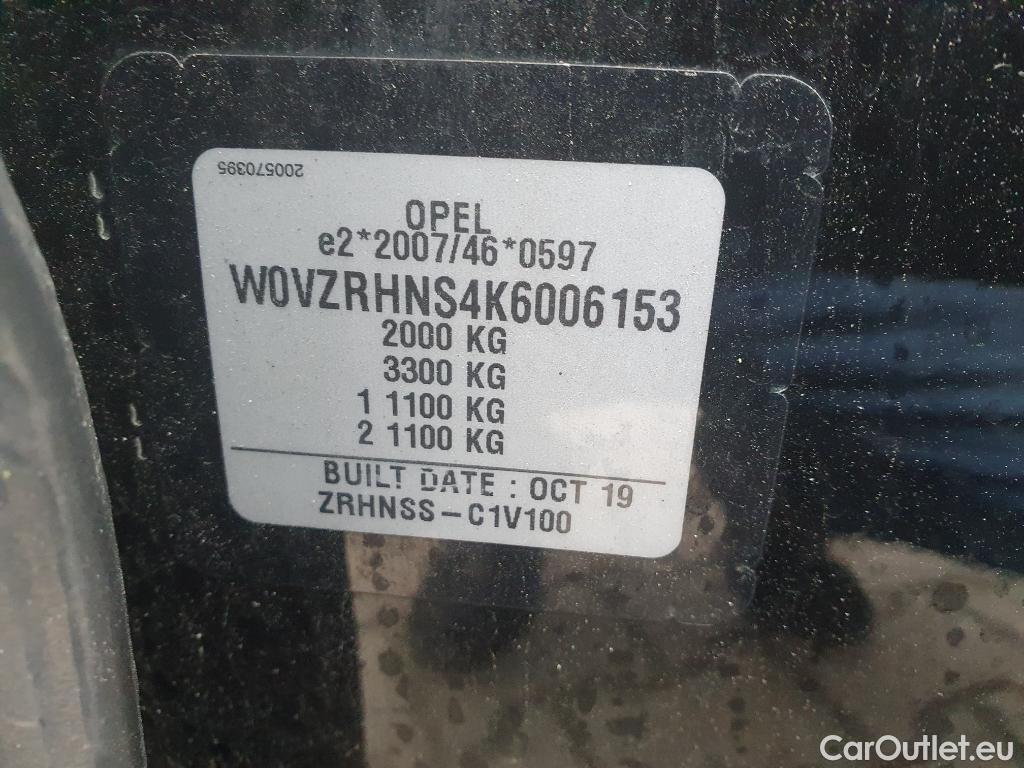 200570395
OPEL
e2*2007/46*0597
W0VZRHNS4K6006153
2000 KG
3300 KG
1 1100 KG
2 1100 KG
BUILT DATE : OCT 19
ZRHNSS-C1V100
CarOutlet.eu